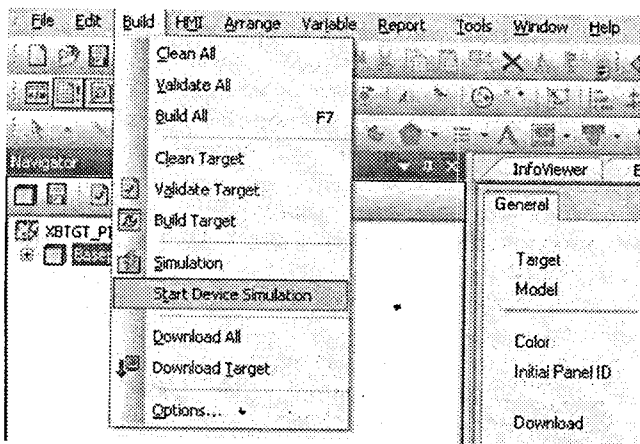 File Edit Build HMI Arrange Variable Report Tools Window Help
Clean All
Validate All
Build All F7
Clean Target
Validate Target
Build Target
Simulation
Start Device Simulation
Download All
Download Target
Options...
Navigator
InfoViewer
General
Target
Model
Color
Initial Panel ID
Download